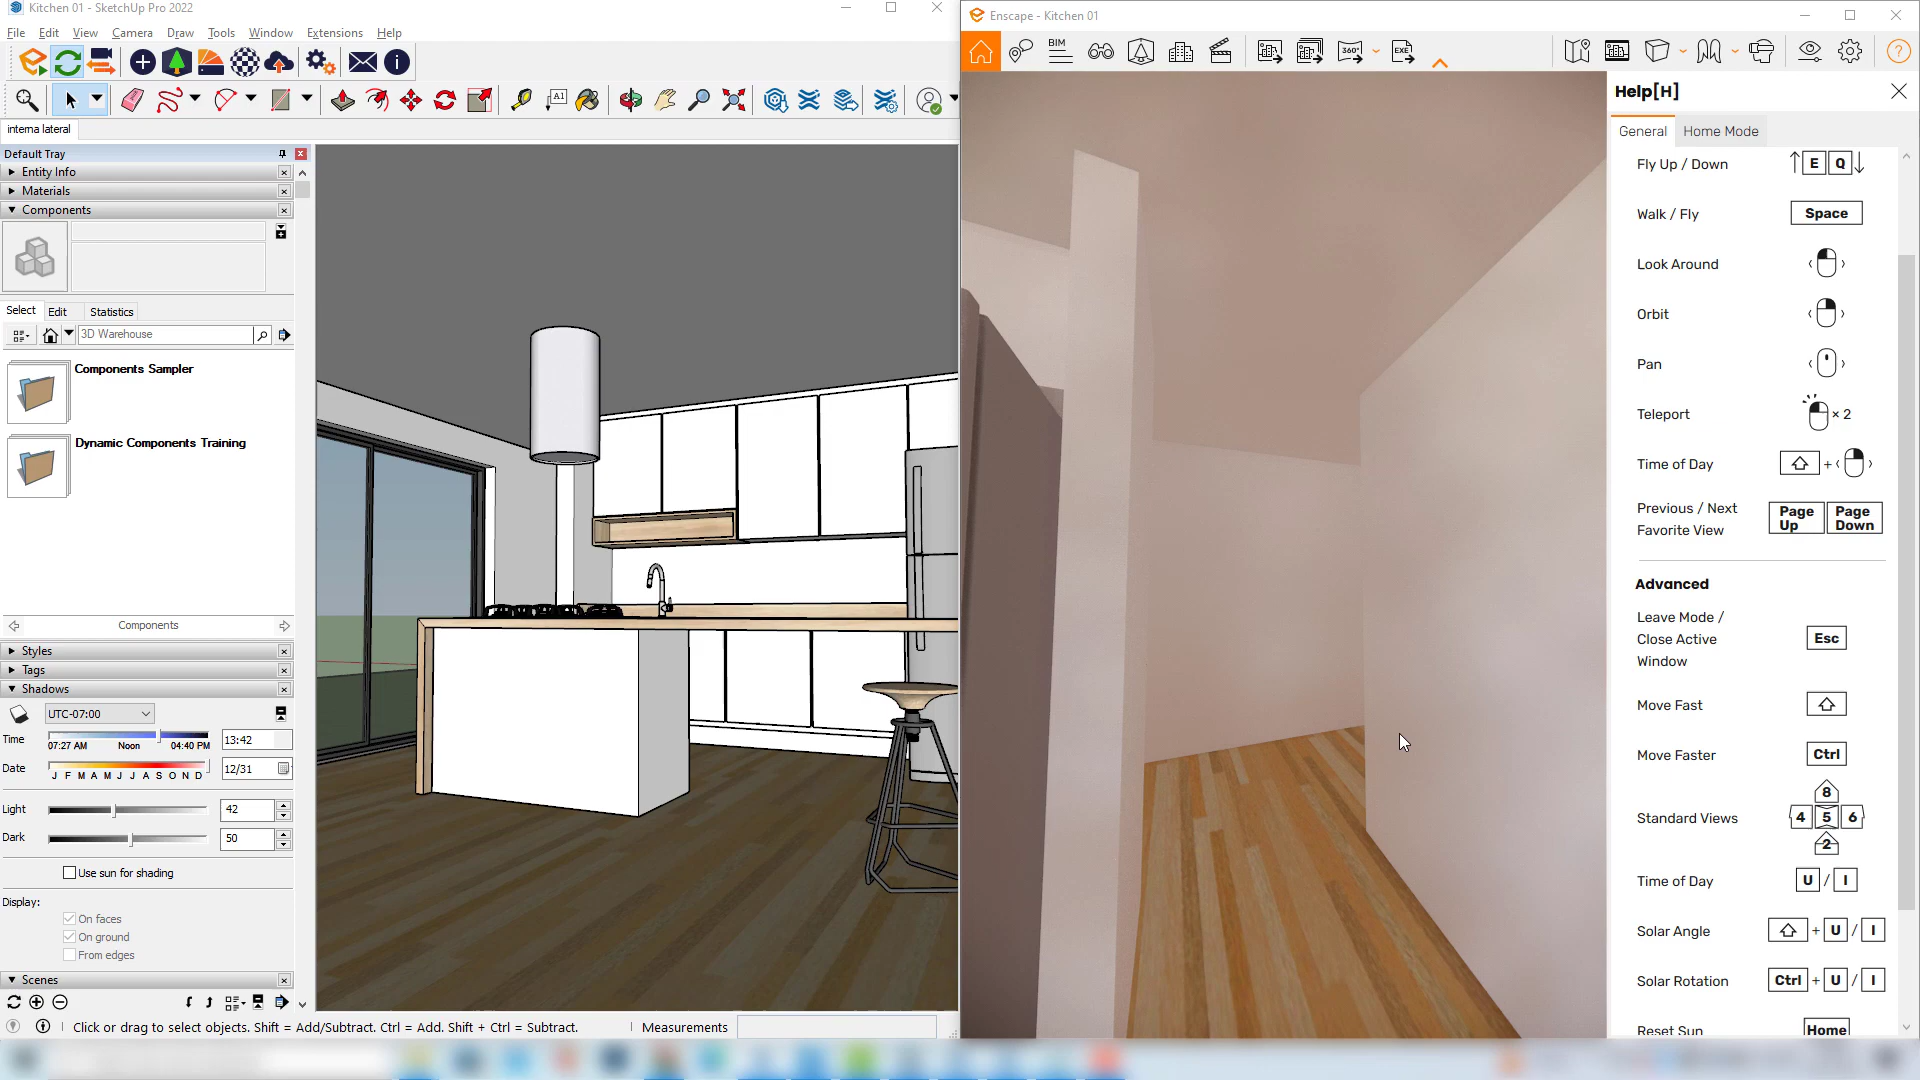 Kitchen 01 - SketchUp Pro 2022
File Edit View Camera Draw Tools Window Extensions Help
A1
interna lateral
Default Tray
Entity Info
Materials
Components
Select Edit Statistics
3D Warehouse
Components Sampler
Dynamic Components Training
Components
Styles
Tags
Shadows
UTC-07:00
Time 13:42
07:27 AM Noon 04:40 PM
Date 12/31
J F M A M J J A S O N D
Light 42
Dark 50
Use sun for shading
Display:
On faces
On ground
From edges
Scenes
Click or drag to select objects. Shift = Add/Subtract. Ctrl = Add. Shift + Ctrl = Subtract.
Measurements
Enscape - Kitchen 01
BIM
360°
EXE
?
Help[H]
General Home Mode
Fly Up / Down E Q
Walk / Fly Space
Look Around
Orbit
Pan
Teleport × 2
Time of Day +
Previous / Next
Favorite View
Page Up Page Down
Advanced
Leave Mode /
Close Active
Window
Esc
Move Fast
Move Faster Ctrl
8
Standard Views 4 5 6
2
Time of Day U / I
Solar Angle + U / I
Solar Rotation Ctrl + U / I
Reset Sun Home